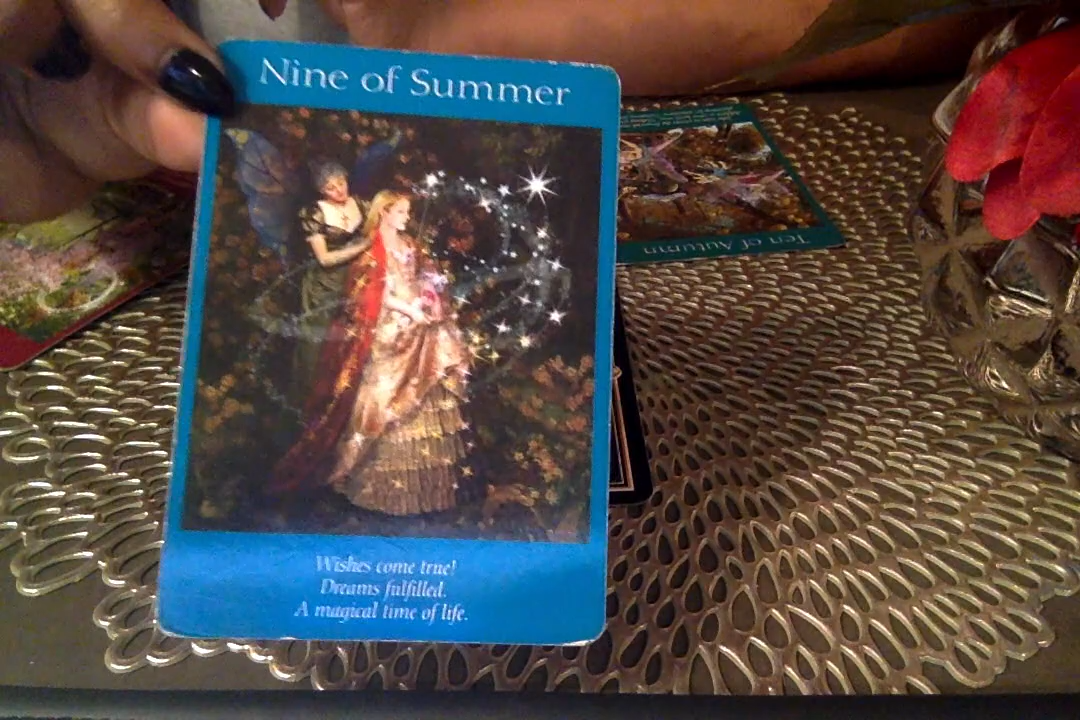 Nine of Summer
Wishes come true!
Dreams fulfilled.
A magical time of life.
Ten of Autumn